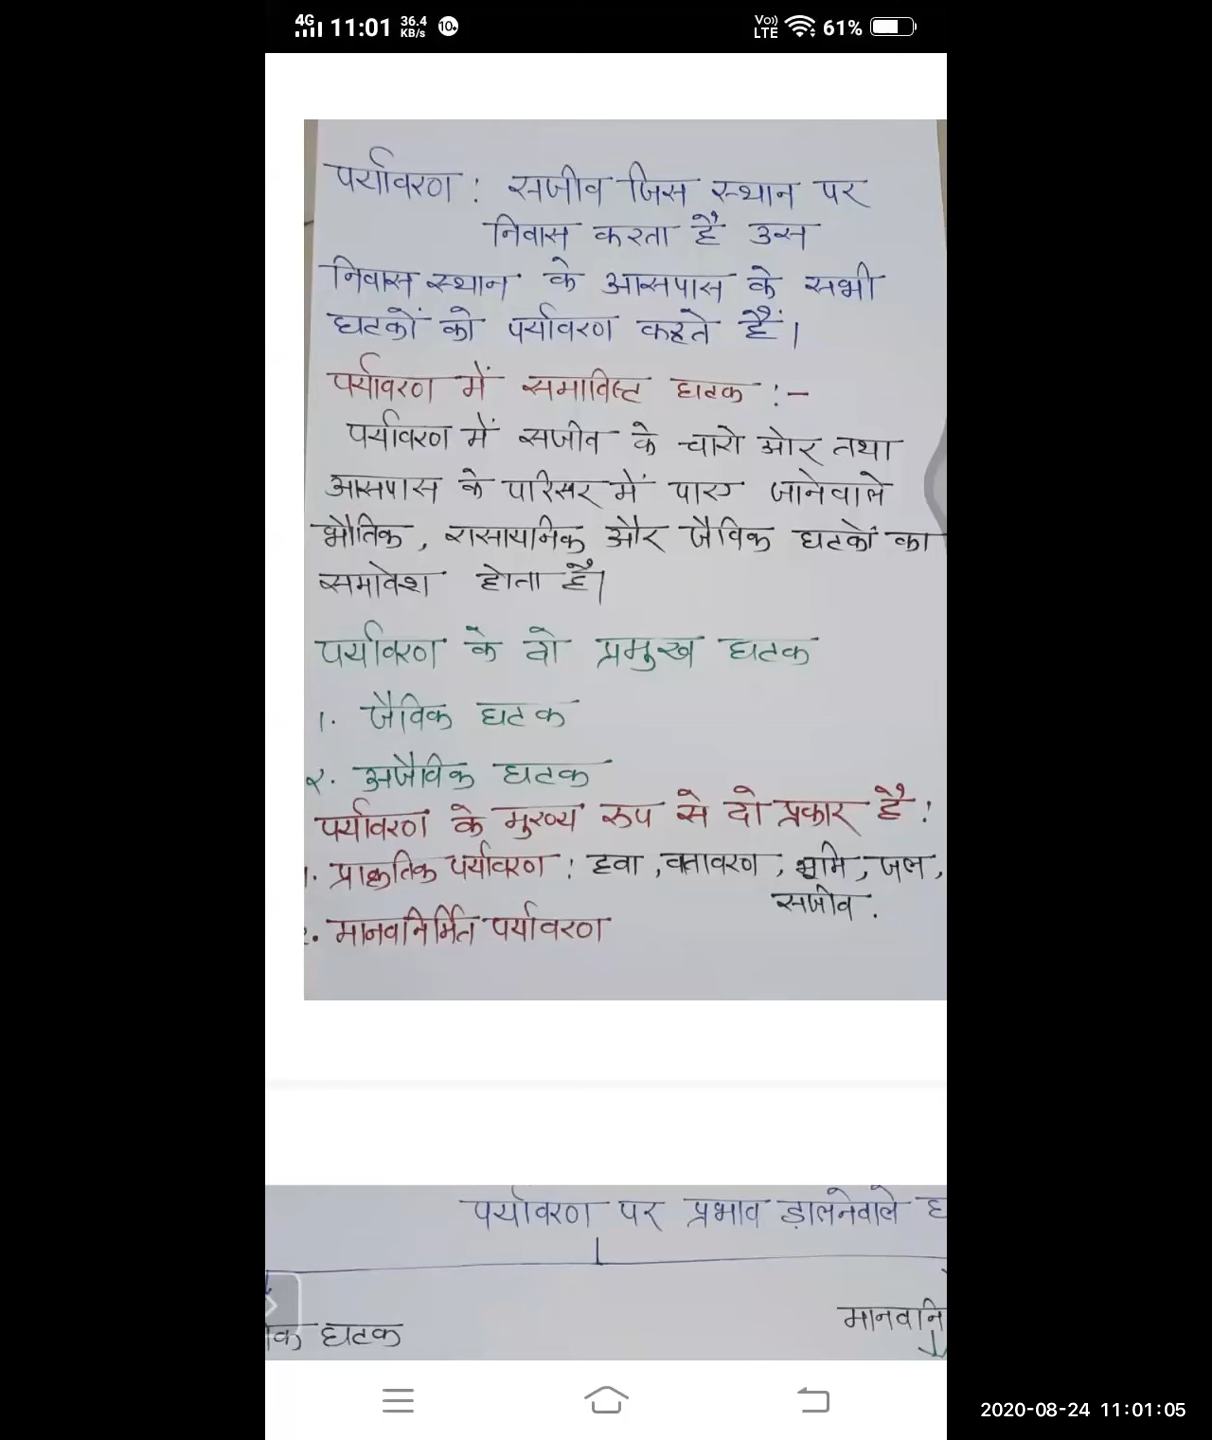 4G 11:01 36.4 KB/s 10+ Vo)) LTE 61%
पर्यावरण : सजीव जिस स्थान पर
निवास करता है उस
निवास स्थान के आसपास के सभी
घटकों को पर्यावरण कहते हैं।
पर्यावरण में समाविष्ट घटक :-
पर्यावरण में सजीव के चारो ओर तथा
आसपास के परिसर में पाए जानेवाले
भौतिक, रासायनिक और जैविक घटकों का
समावेश होता है।
पर्यावरण के दो प्रमुख घटक
१. जैविक घटक
२. अजैविक घटक
पर्यावरण के मुख्य रुप से दो प्रकार है :
१. प्राकृतिक पर्यावरण : हवा, वातावरण, भूमि, जल,
सजीव.
२. मानवनिर्मित पर्यावरण
पर्यावरण पर प्रभाव ड़ालनेवाले घ
िक घटक मानवनि
2020-08-24 11:01:05